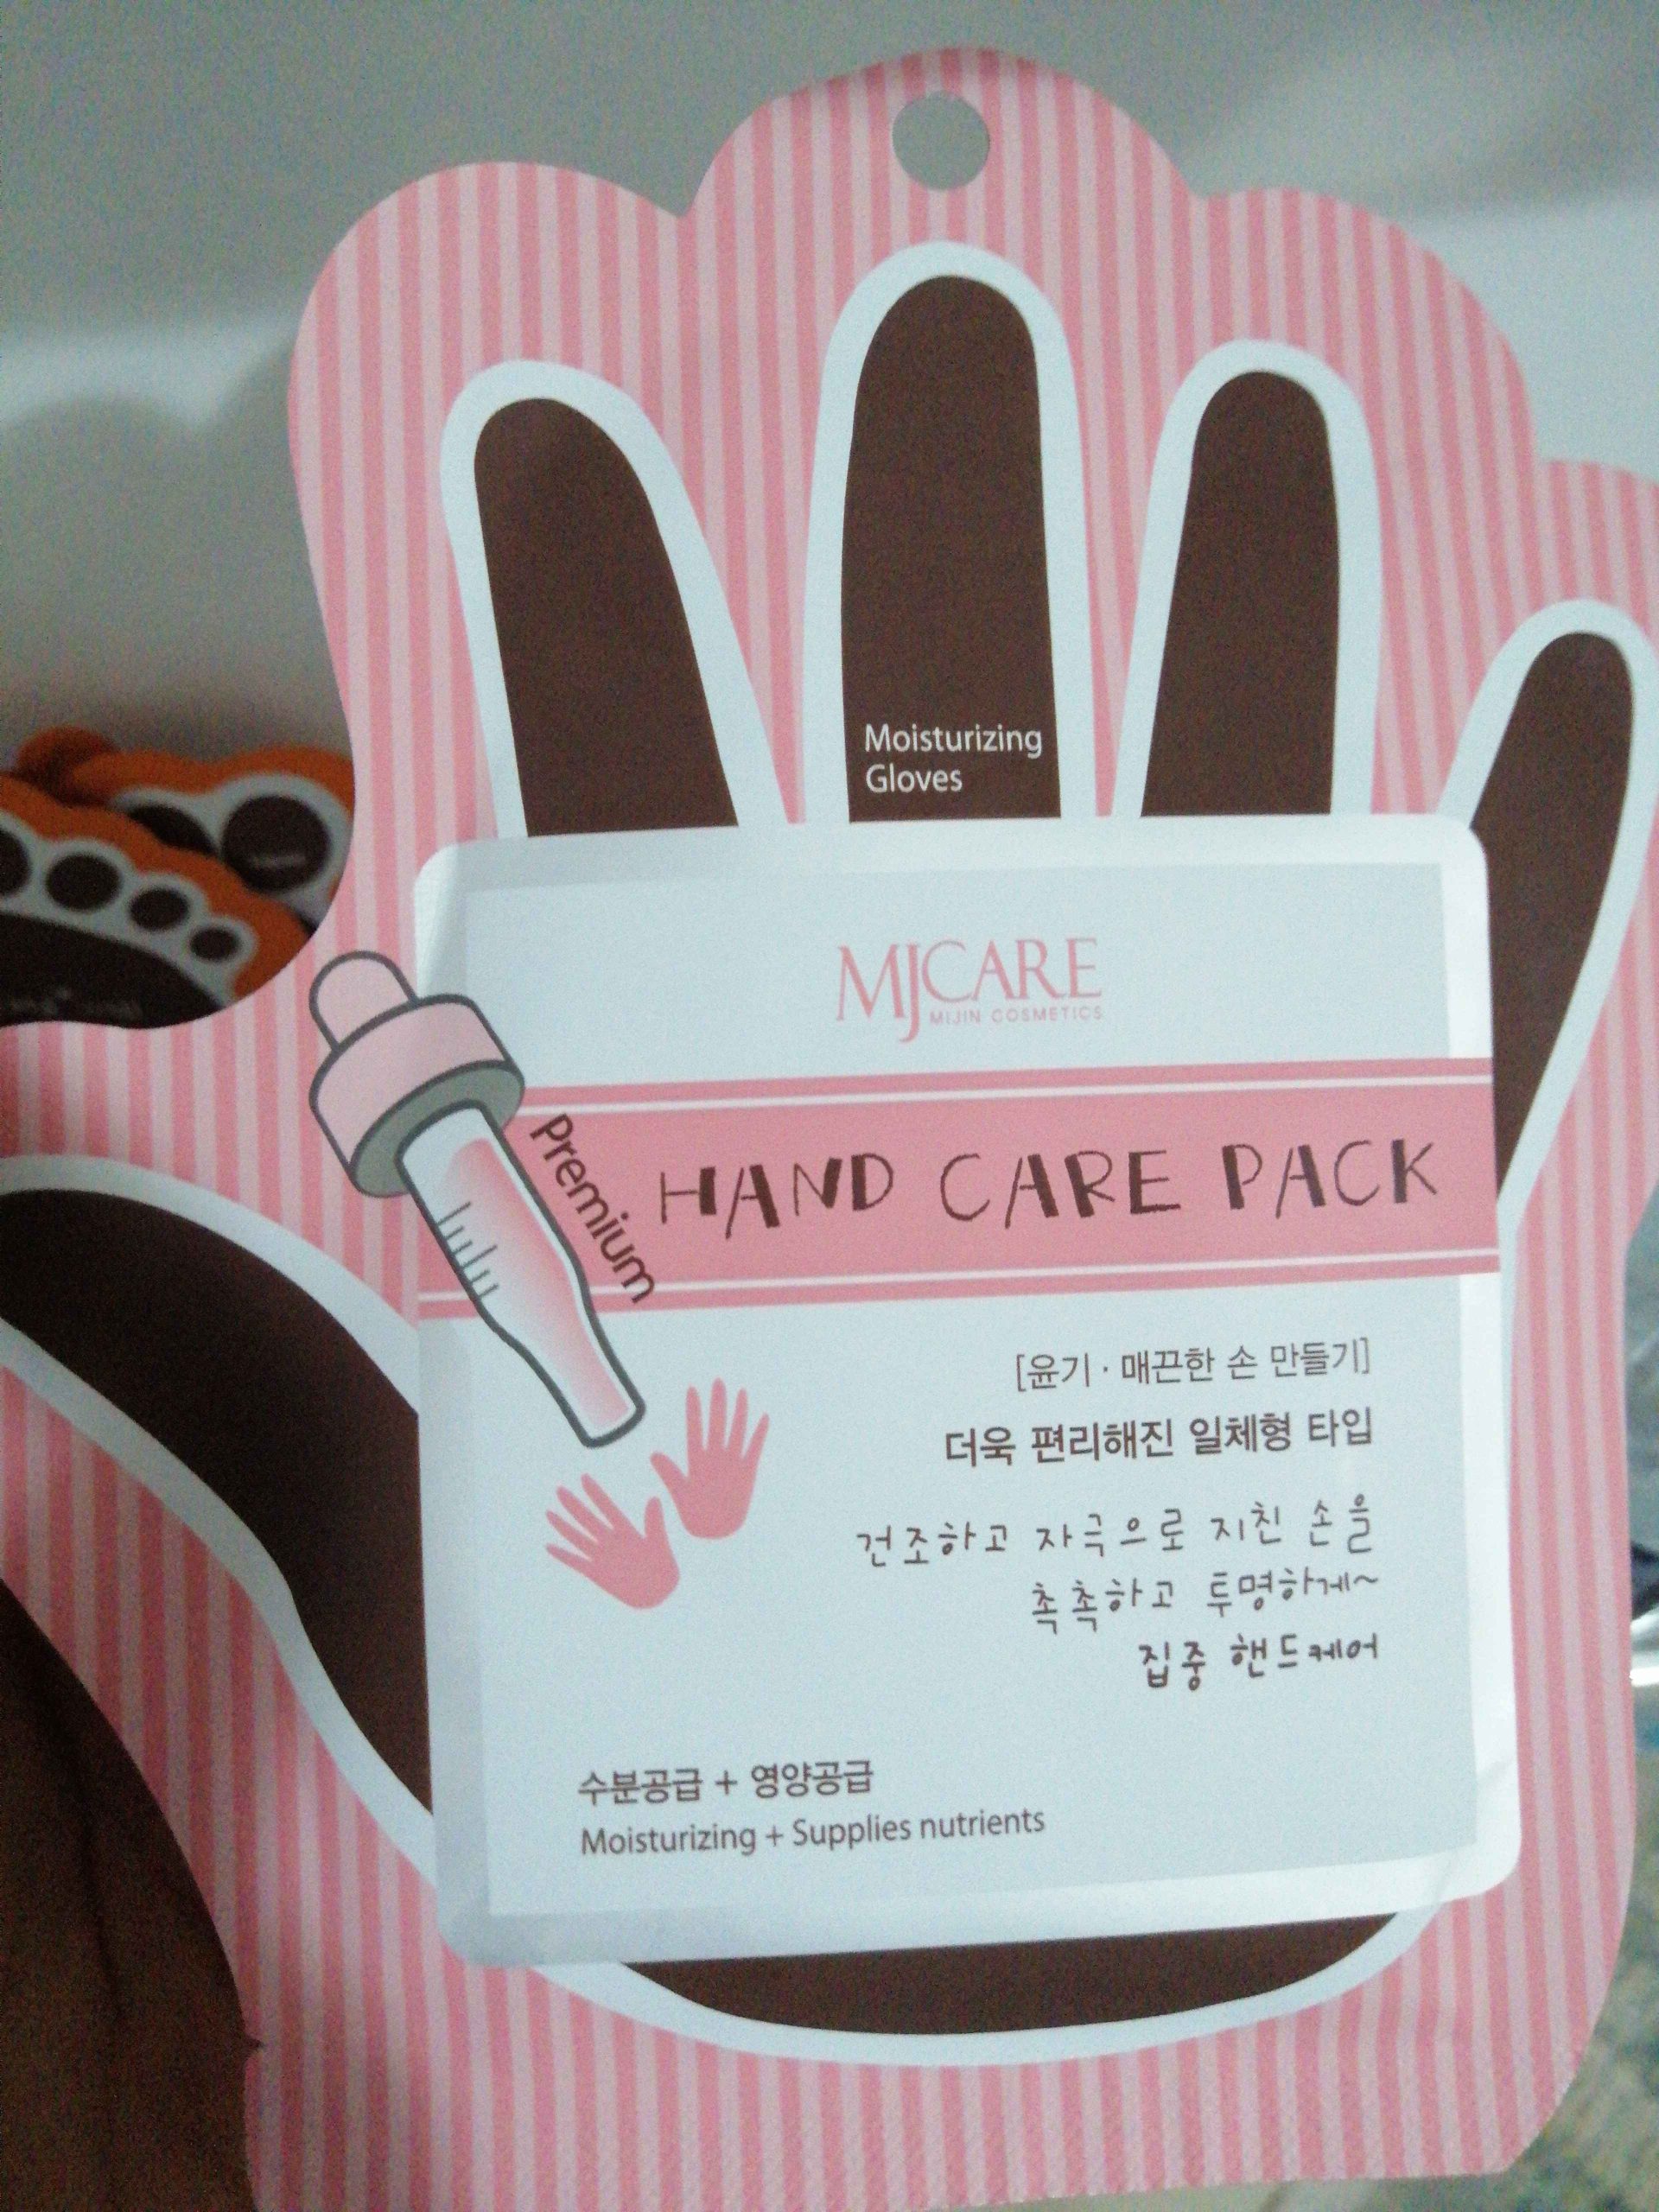 Moisturizing
Gloves
MJCARE
MIJIN COSMETICS
Premium
HAND CARE PACK
[윤기 · 매끈한 손 만들기]
더욱 편리해진 일체형 타입
건조하고 자극으로 지친 손을
촉촉하고 투명하게~
집중 핸드케어
수분공급 + 영양공급
Moisturizing + Supplies nutrients